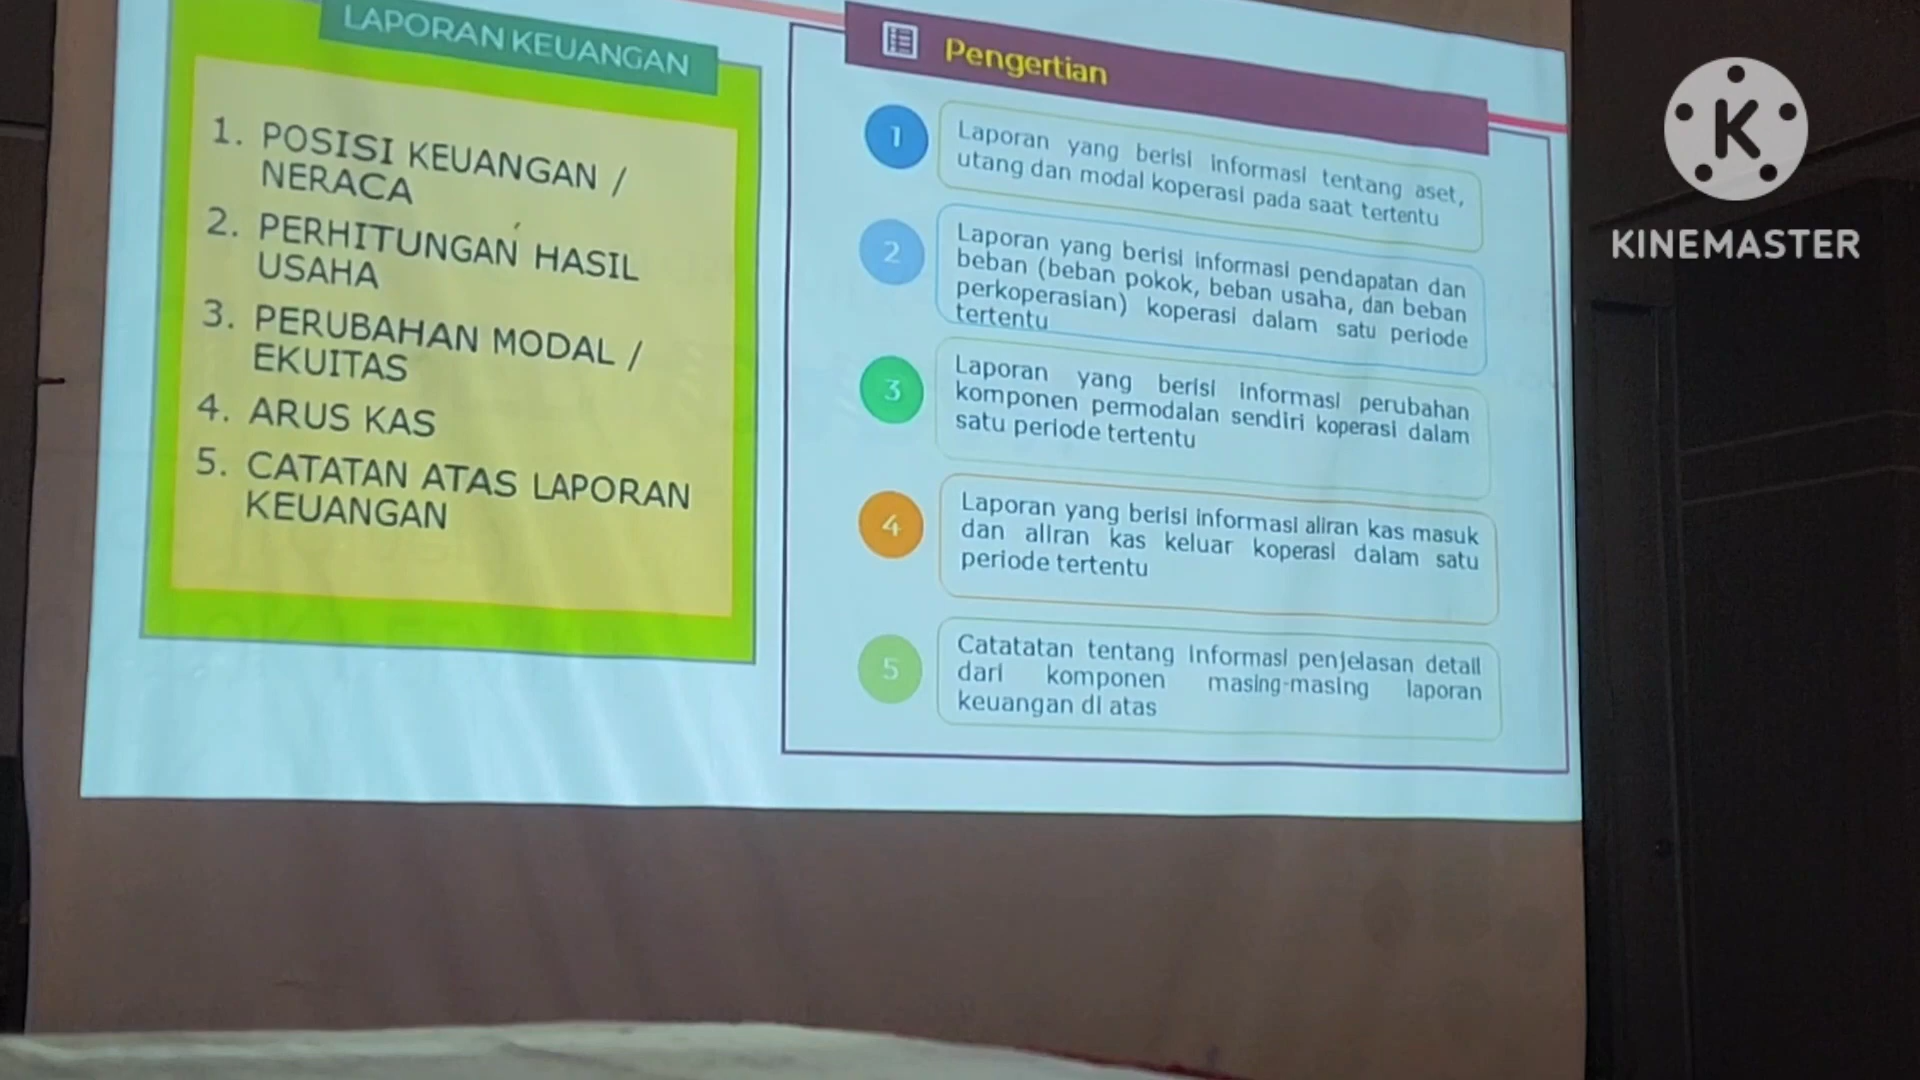 LAPORAN KEUANGAN
1. POSISI KEUANGAN /
NERACA
2. PERHITUNGAN HASIL
USAHA
3. PERUBAHAN MODAL /
EKUITAS
4. ARUS KAS
5. CATATAN ATAS LAPORAN
KEUANGAN
Pengertian
1
Laporan yang berisi informasi tentang aset,
utang dan modal koperasi pada saat tertentu
2
Laporan yang berisi informasi pendapatan dan
beban (beban pokok, beban usaha, dan beban
perkoperasian) koperasi dalam satu periode
tertentu
3
Laporan yang berisi informasi perubahan
komponen permodalan sendiri koperasi dalam
satu periode tertentu
4
Laporan yang berisi informasi aliran kas masuk
dan aliran kas keluar koperasi dalam satu
periode tertentu
5
Catatatan tentang informasi penjelasan detail
dari komponen masing-masing laporan
keuangan di atas
K
KINEMASTER